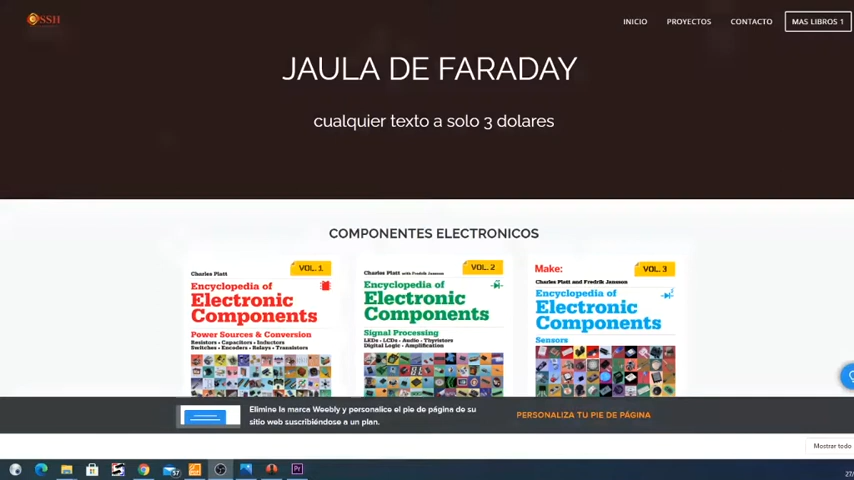 SSH
INICIO
PROYECTOS
CONTACTO
MAS LIBROS 1
JAULA DE FARADAY
cualquier texto a solo 3 dolares
COMPONENTES ELECTRONICOS
VOL. 1
Charles Platt
Encyclopedia of
Electronic
Components
Power Sources & Conversion
Resistors • Capacitors • Inductors
Switches • Encoders • Relays • Transistors
VOL. 2
Charles Platt with Fredrik Jansson
Encyclopedia of
Electronic
Components
Signal Processing
LEDs • LCDs • Audio • Thyristors
Digital Logic • Amplification
Make:
VOL. 3
Charles Platt and Fredrik Jansson
Encyclopedia of
Electronic
Components
Sensors
Elimine la marca Weebly y personalice el pie de página de su
sitio web suscribiéndose a un plan.
PERSONALIZA TU PIE DE PÁGINA
Mostrar todo
57
Pr
27/